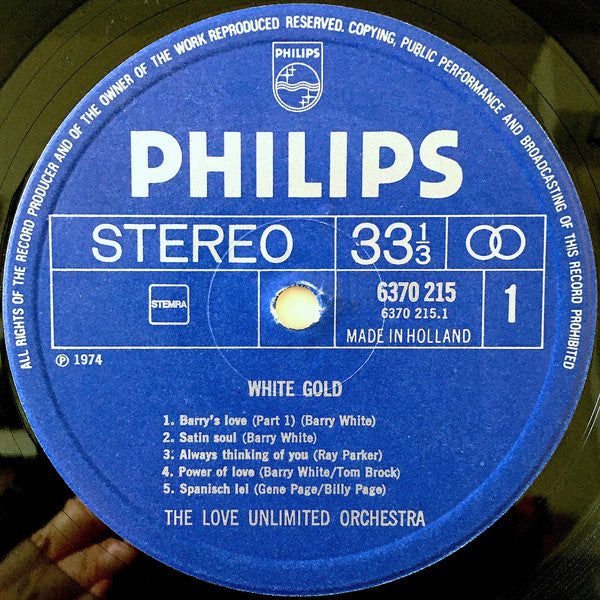 ALL RIGHTS OF THE RECORD PRODUCER AND OF THE OWNER OF THE WORK REPRODUCED RESERVED. COPYING, PUBLIC PERFORMANCE AND BROADCASTING OF THIS RECORD PROHIBITED
PHILIPS
PHILIPS
STEREO 33⅓
STEMRA 6370 215 1
6370 215.1
MADE IN HOLLAND
℗ 1974
WHITE GOLD
1. Barry's love (Part 1) (Barry White)
2. Satin soul (Barry White)
3. Always thinking of you (Ray Parker)
4. Power of love (Barry White/Tom Brock)
5. Spanisch lei (Gene Page/Billy Page)
THE LOVE UNLIMITED ORCHESTRA